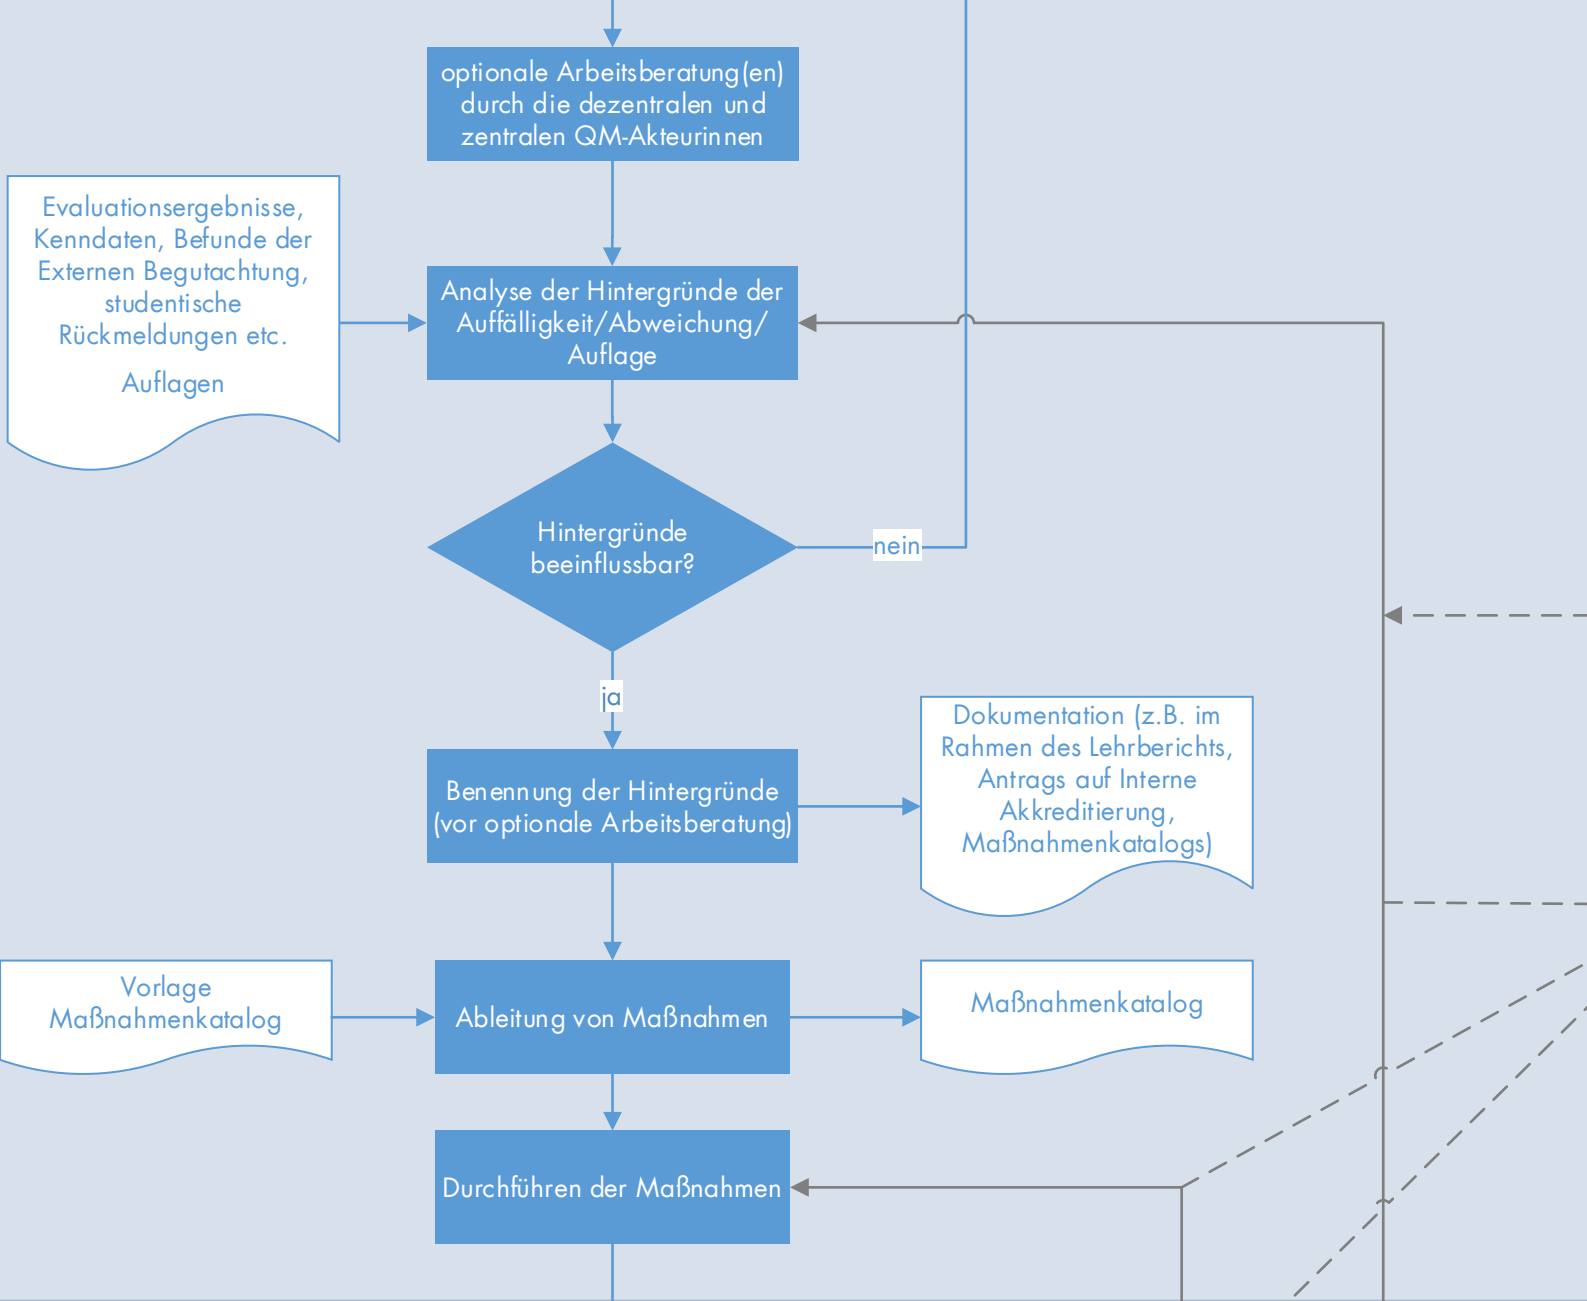 optionale Arbeitsberatung(en)
durch die dezentralen und
zentralen QM-Akteurinnen
Evaluationsergebnisse,
Kenndaten, Befunde der
Externen Begutachtung,
studentische
Rückmeldungen etc.
Auflagen
Analyse der Hintergründe der
Auffälligkeit/Abweichung/
Auflage
Hintergründe
beeinflussbar?
nein
ja
Benennung der Hintergründe
(vor optionale Arbeitsberatung)
Dokumentation (z.B. im
Rahmen des Lehrberichts,
Antrags auf Interne
Akkreditierung,
Maßnahmenkatalogs)
Vorlage
Maßnahmenkatalog
Ableitung von Maßnahmen
Maßnahmenkatalog
Durchführen der Maßnahmen